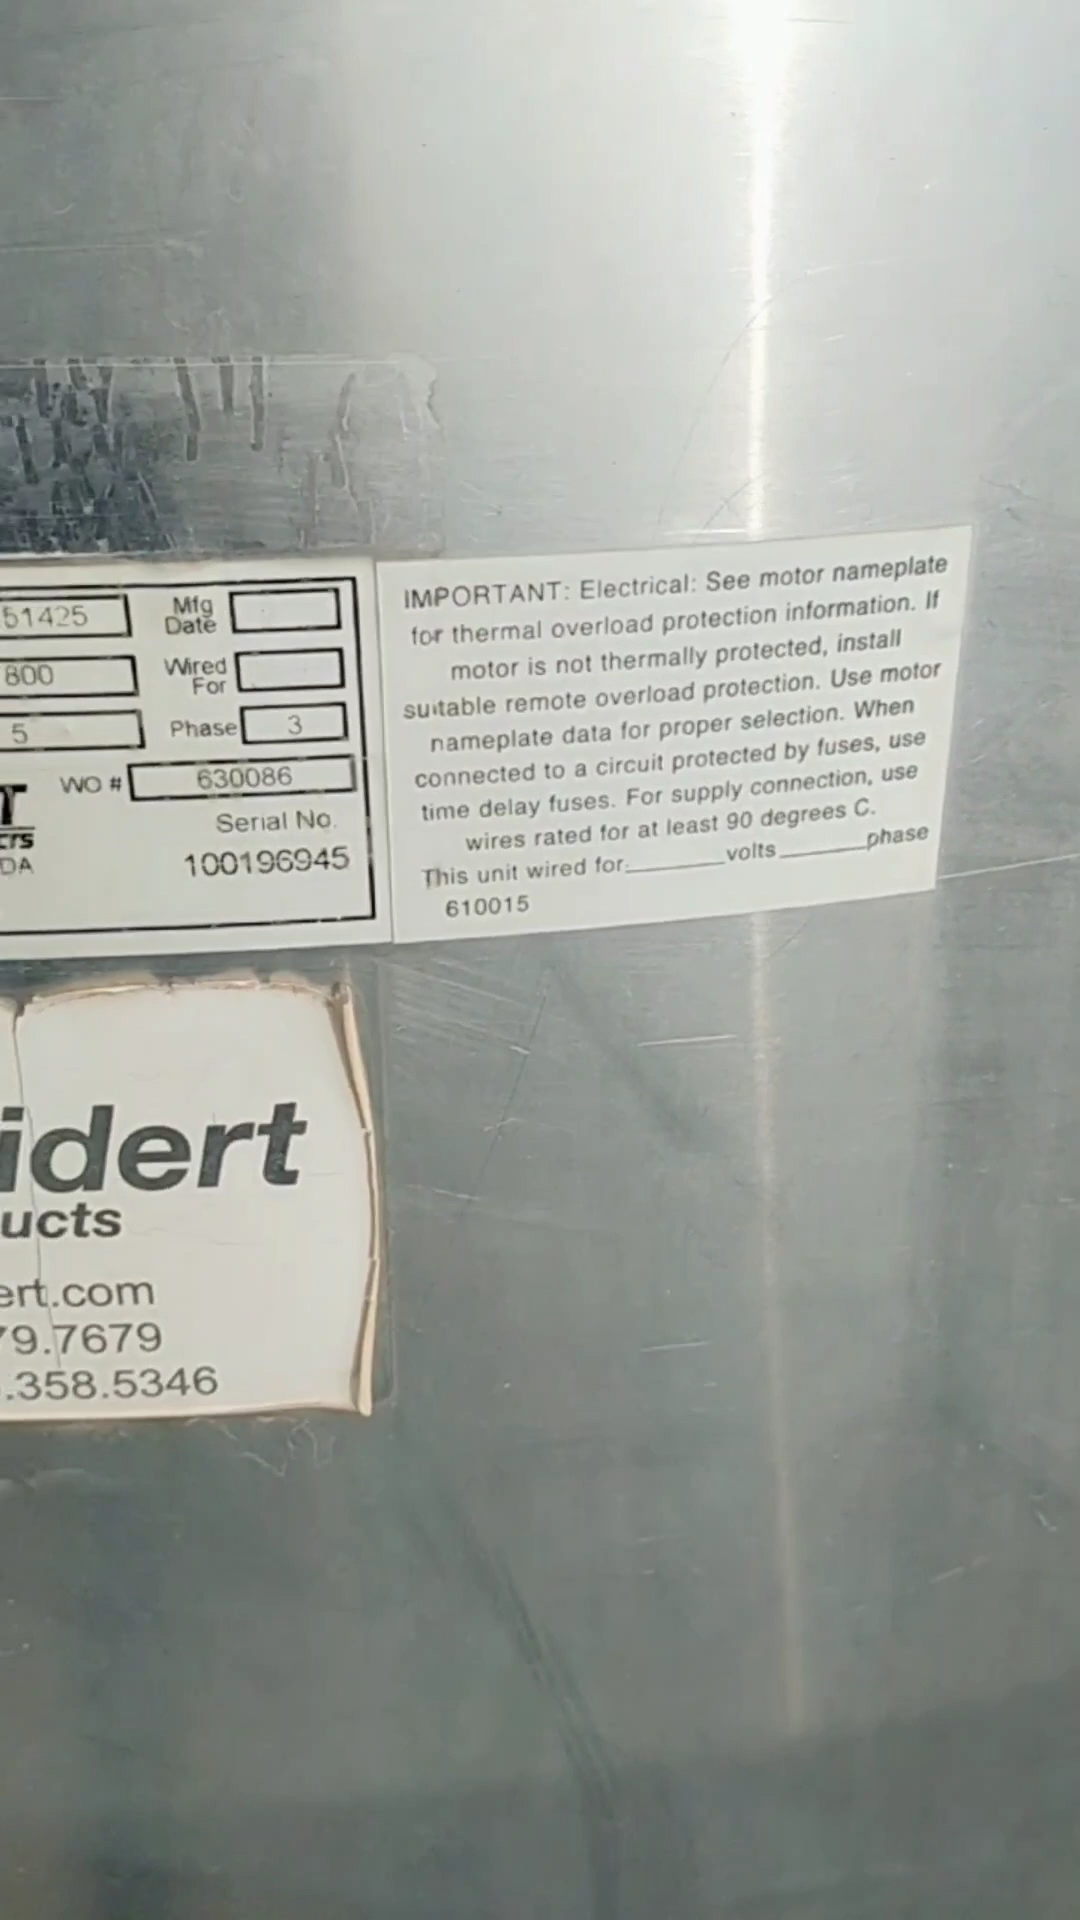 51425
Mfg
Date
800
Wired
For
5
Phase
3
WO #
630086
T
Serial No.
100196945
DA
IMPORTANT: Electrical: See motor nameplate
for thermal overload protection information. If
motor is not thermally protected, install
suitable remote overload protection. Use motor
nameplate data for proper selection. When
connected to a circuit protected by fuses, use
time delay fuses. For supply connection, use
wires rated for at least 90 degrees C.
This unit wired for:_______volts_______phase
610015
idert
ucts
ert.com
79.7679
.358.5346